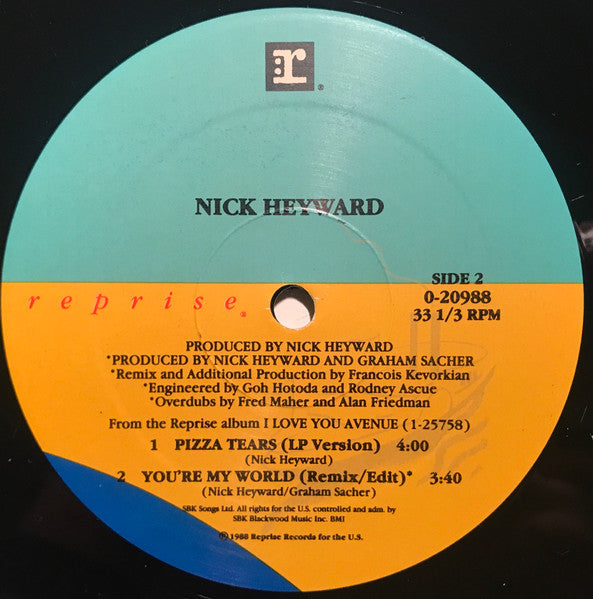 :r®
NICK HEYWARD
SIDE 2
0-20988
33 1/3 RPM
reprise®
PRODUCED BY NICK HEYWARD
*PRODUCED BY NICK HEYWARD AND GRAHAM SACHER
*Remix and Additional Production by Francois Kevorkian
*Engineered by Goh Hotoda and Rodney Ascue
*Overdubs by Fred Maher and Alan Friedman
From the Reprise album I LOVE YOU AVENUE (1-25758)
1 PIZZA TEARS (LP Version) 4:00
(Nick Heyward)
2 YOU'RE MY WORLD (Remix/Edit)* 3:40
(Nick Heyward/Graham Sacher)
SBK Songs Ltd. All rights for the U.S. controlled and adm. by
SBK Blackwood Music Inc. BMI
℗1988 Reprise Records for the U.S.